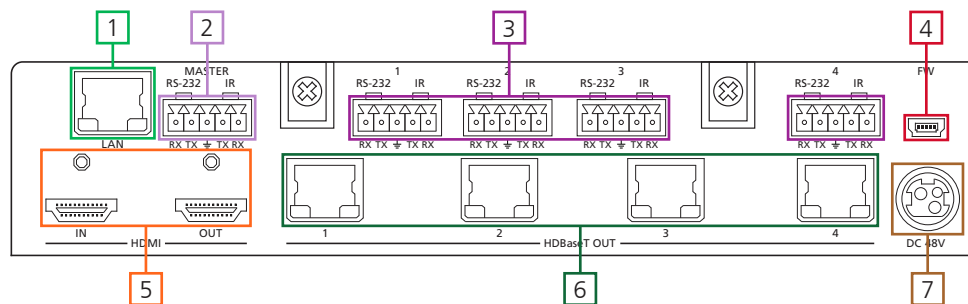 1 2 3 4
MASTER 1 2 3 4 FW
RS-232 IR RS-232 IR RS-232 IR RS-232 IR RS-232 IR
LAN RX TX TX RX RX TX TX RX RX TX TX RX RX TX TX RX RX TX TX RX
IN OUT 1 2 3 4
HDMI HDBaseT OUT DC 48V
5 6 7